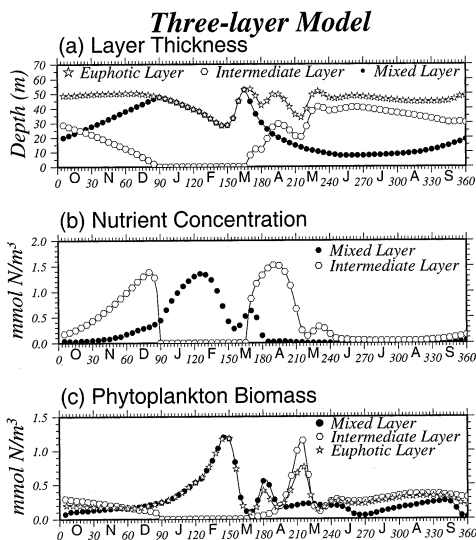 Three-layer Model
(a) Layer Thickness
70
60
50
40
30
20
10
0
Depth (m)
Euphotic Layer
Intermediate Layer
Mixed Layer
0 O 30 N 60 D 90 J 120 F 150 M 180 A 210 M 240 J 270 J 300 A 330 S 360
(b) Nutrient Concentration
2.0
1.5
1.0
0.5
0.0
mmol N/m³
Mixed Layer
Intermediate Layer
0 O 30 N 60 D 90 J 120 F 150 M 180 A 210 M 240 J 270 J 300 A 330 S 360
(c) Phytoplankton Biomass
1.5
1.0
0.5
0.0
mmol N/m³
Mixed Layer
Intermediate Layer
Euphotic Layer
0 O 30 N 60 D 90 J 120 F 150 M 180 A 210 M 240 J 270 J 300 A 330 S 360